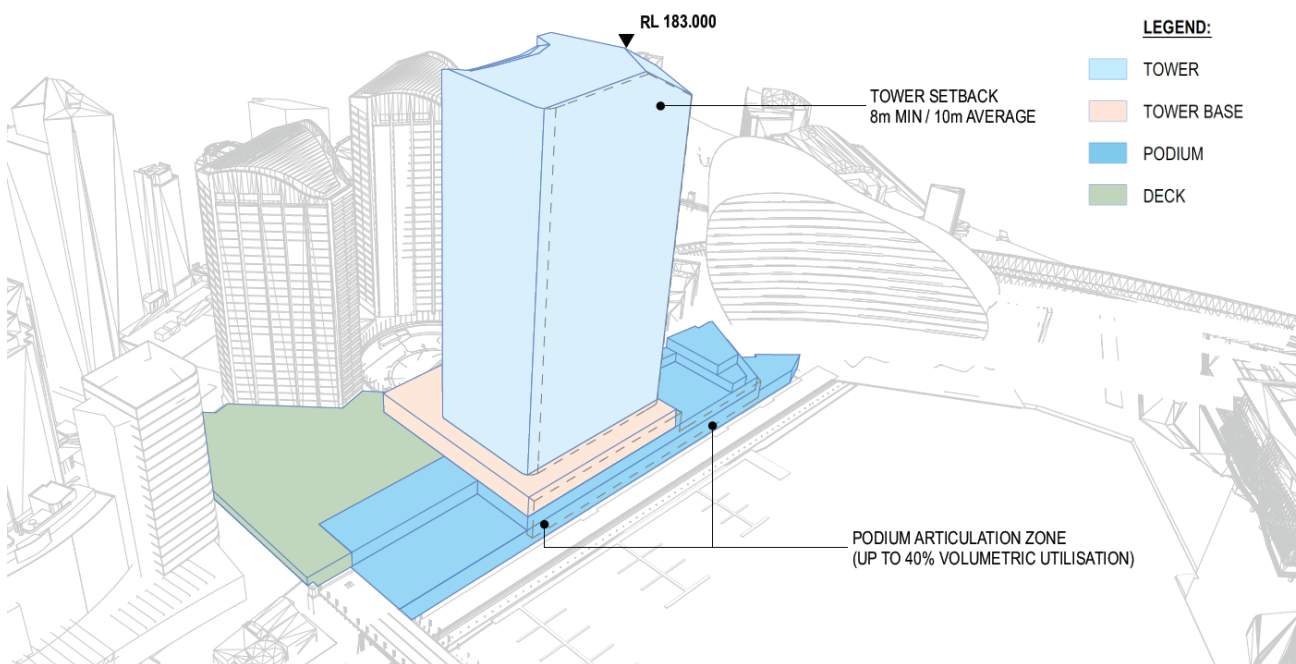 RL 183.000
LEGEND:
TOWER
TOWER BASE
PODIUM
DECK
TOWER SETBACK
8m MIN / 10m AVERAGE
PODIUM ARTICULATION ZONE
(UP TO 40% VOLUMETRIC UTILISATION)